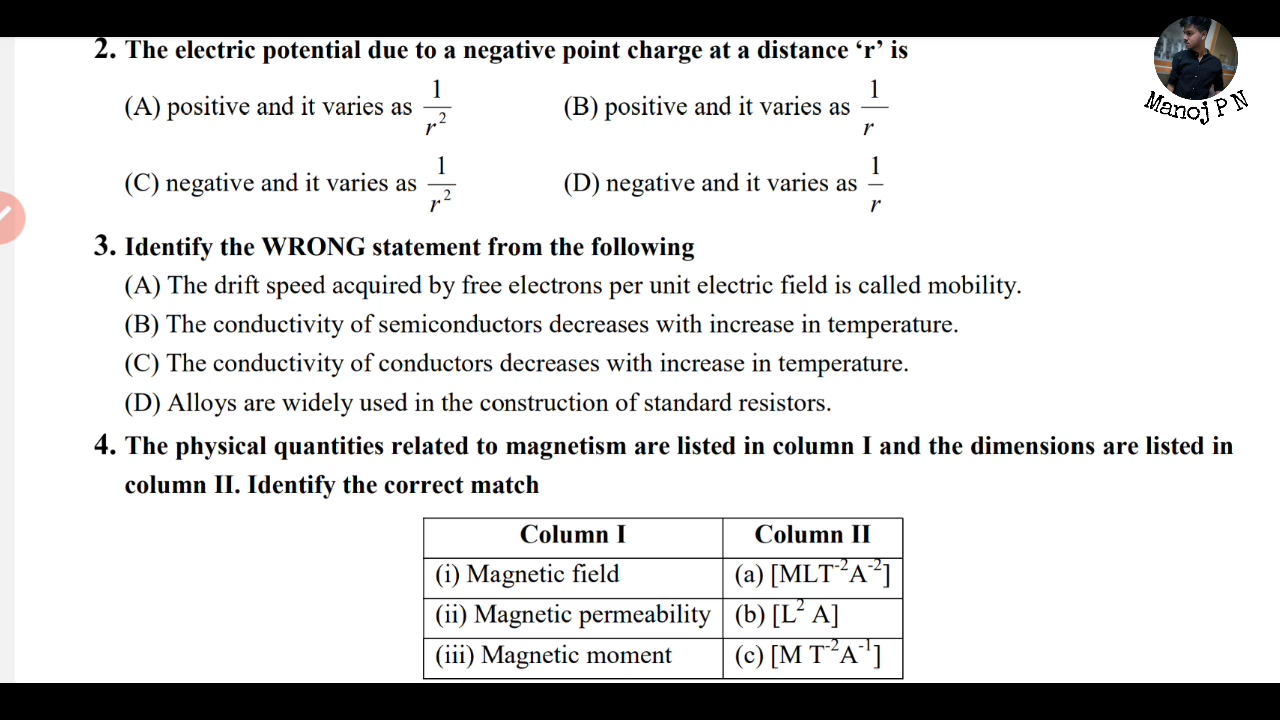 Manoj P N
2. The electric potential due to a negative point charge at a distance ‘r’ is
(A) positive and it varies as 1/r² (B) positive and it varies as 1/r
(C) negative and it varies as 1/r² (D) negative and it varies as 1/r
3. Identify the WRONG statement from the following
(A) The drift speed acquired by free electrons per unit electric field is called mobility.
(B) The conductivity of semiconductors decreases with increase in temperature.
(C) The conductivity of conductors decreases with increase in temperature.
(D) Alloys are widely used in the construction of standard resistors.
4. The physical quantities related to magnetism are listed in column I and the dimensions are listed in
column II. Identify the correct match
Column I Column II
(i) Magnetic field (a) [MLT⁻²A⁻²]
(ii) Magnetic permeability (b) [L² A]
(iii) Magnetic moment (c) [M T⁻²A⁻¹]